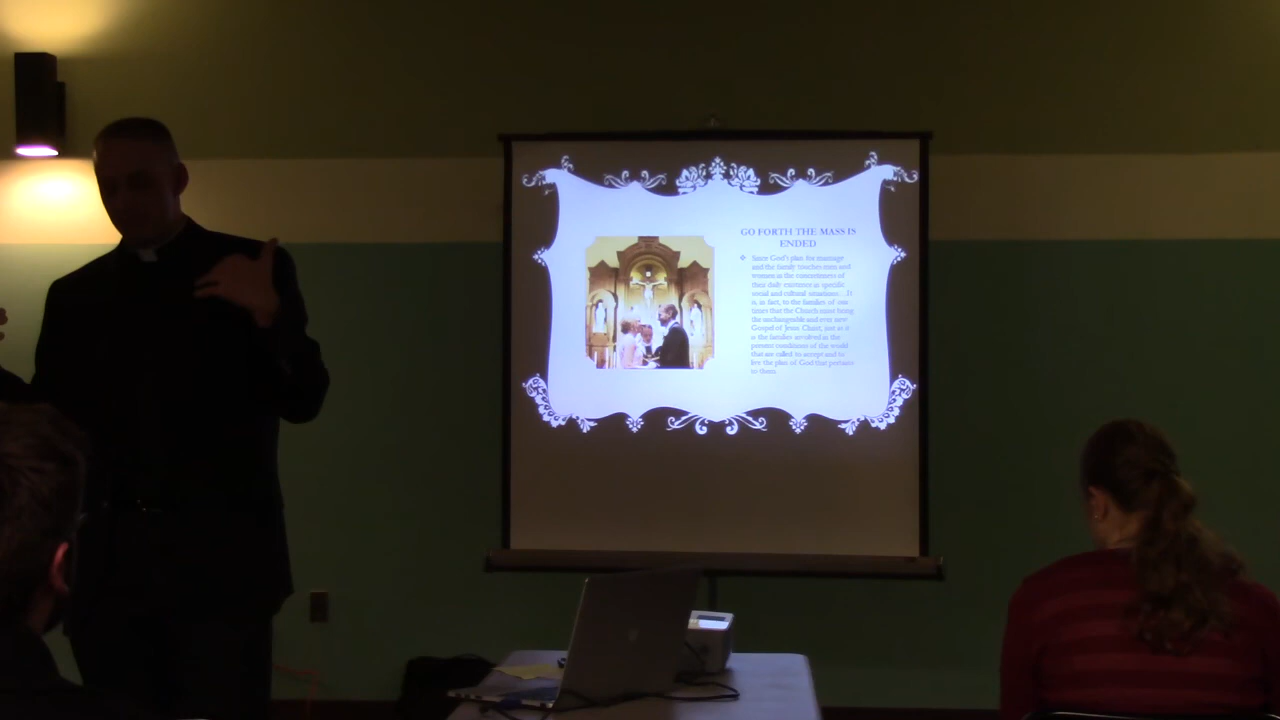 GO FORTH THE MASS IS
ENDED
❖ Since God's plan for marriage
and the family touches men and
women in the concreteness of
their daily existence in specific
social and cultural situations... It
is, in fact, to the families of our
times that the Church must bring
the unchangeable and ever new
Gospel of Jesus Christ, just as it
is the families involved in the
present conditions of the world
that are called to accept and to
live the plan of God that pertains
to them.